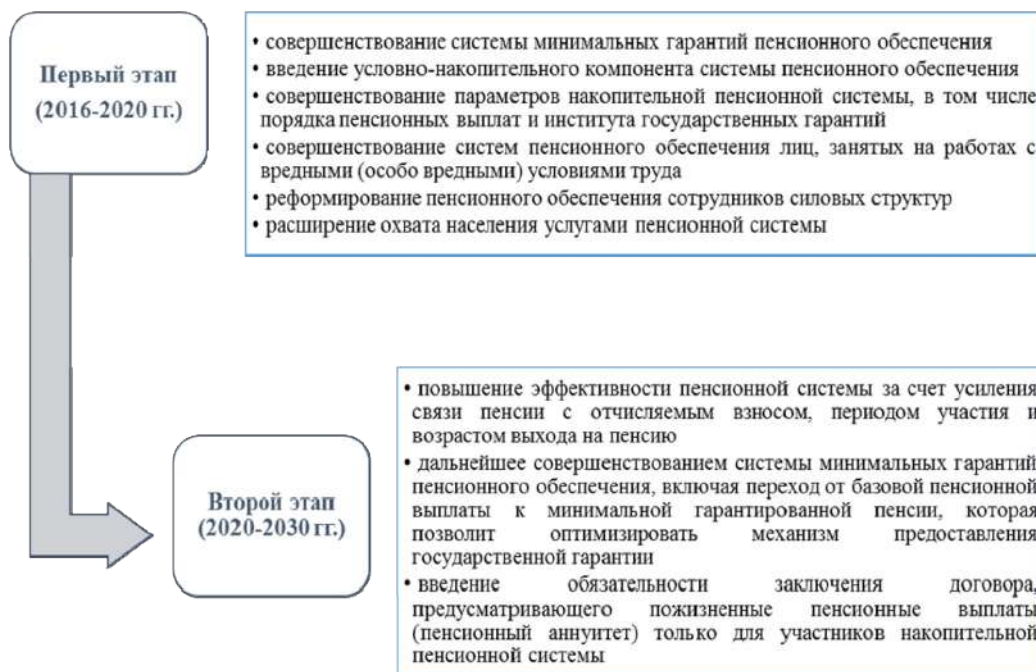 Первый этап
(2016-2020 гг.)
• совершенствование системы минимальных гарантий пенсионного обеспечения
• введение условно-накопительного компонента системы пенсионного обеспечения
• совершенствование параметров накопительной пенсионной системы, в том числе
порядка пенсионных выплат и института государственных гарантий
• совершенствование систем пенсионного обеспечения лиц, занятых на работах с
вредными (особо вредными) условиями труда
• реформирование пенсионного обеспечения сотрудников силовых структур
• расширение охвата населения услугами пенсионной системы
Второй этап
(2020-2030 гг.)
• повышение эффективности пенсионной системы за счет усиления
связи пенсии с отчисляемым взносом, периодом участия и
возрастом выхода на пенсию
• дальнейшее совершенствованием системы минимальных гарантий
пенсионного обеспечения, включая переход от базовой пенсионной
выплаты к минимальной гарантированной пенсии, которая
позволит оптимизировать механизм предоставления
государственной гарантии
• введение обязательности заключения договора,
предусматривающего пожизненные пенсионные выплаты
(пенсионный аннуитет) только для участников накопительной
пенсионной системы